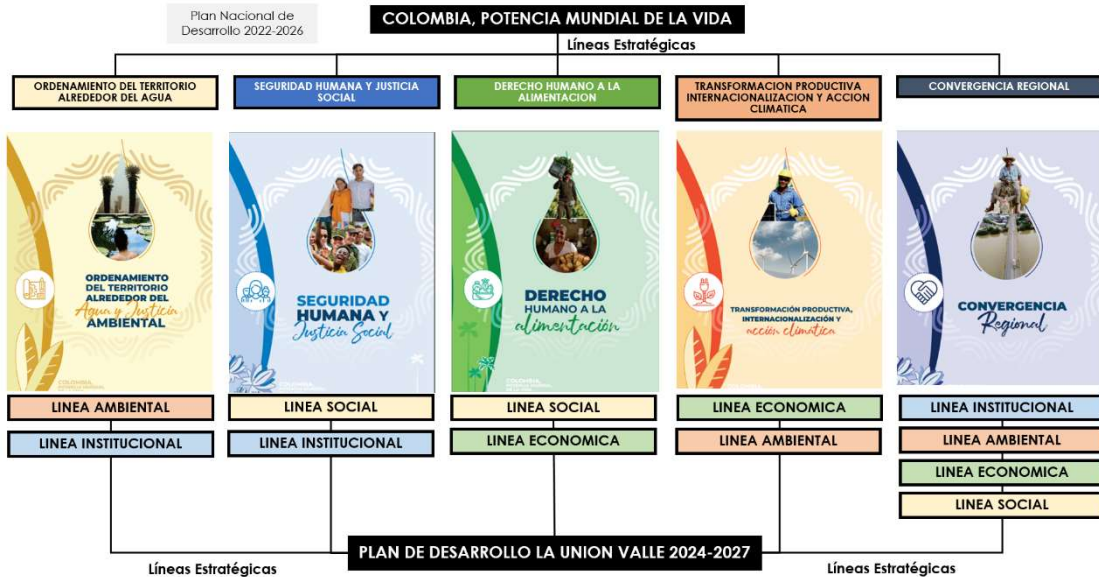 Plan Nacional de
Desarrollo 2022-2026
COLOMBIA, POTENCIA MUNDIAL DE LA VIDA
Líneas Estratégicas
ORDENAMIENTO DEL TERRITORIO
ALREDEDOR DEL AGUA
SEGURIDAD HUMANA Y JUSTICIA
SOCIAL
DERECHO HUMANO A LA
ALIMENTACION
TRANSFORMACION PRODUCTIVA
INTERNACIONALIZACION Y ACCION
CLIMATICA
CONVERGENCIA REGIONAL
ORDENAMIENTO
DEL TERRITORIO
ALREDEDOR DEL
Agua y Justicia
AMBIENTAL
SEGURIDAD
HUMANA Y
Justicia Social
DERECHO
HUMANO A LA
alimentación
TRANSFORMACIÓN PRODUCTIVA,
INTERNACIONALIZACIÓN Y
acción climática
CONVERGENCIA
Regional
COLOMBIA,
COLOMBIA,
LINEA AMBIENTAL
LINEA INSTITUCIONAL
LINEA SOCIAL
LINEA INSTITUCIONAL
LINEA SOCIAL
LINEA ECONOMICA
LINEA ECONOMICA
LINEA AMBIENTAL
LINEA INSTITUCIONAL
LINEA AMBIENTAL
LINEA ECONOMICA
LINEA SOCIAL
PLAN DE DESARROLLO LA UNION VALLE 2024-2027
Líneas Estratégicas
Líneas Estratégicas